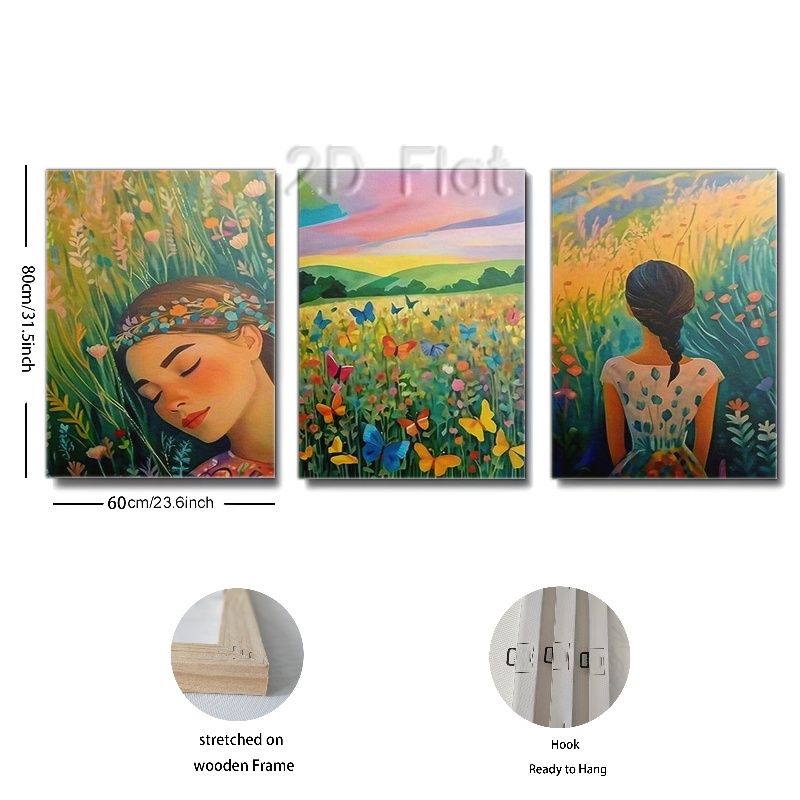 2D Flat
80cm/31.5inch
60cm/23.6inch
stretched on
wooden Frame
Hook
Ready to Hang